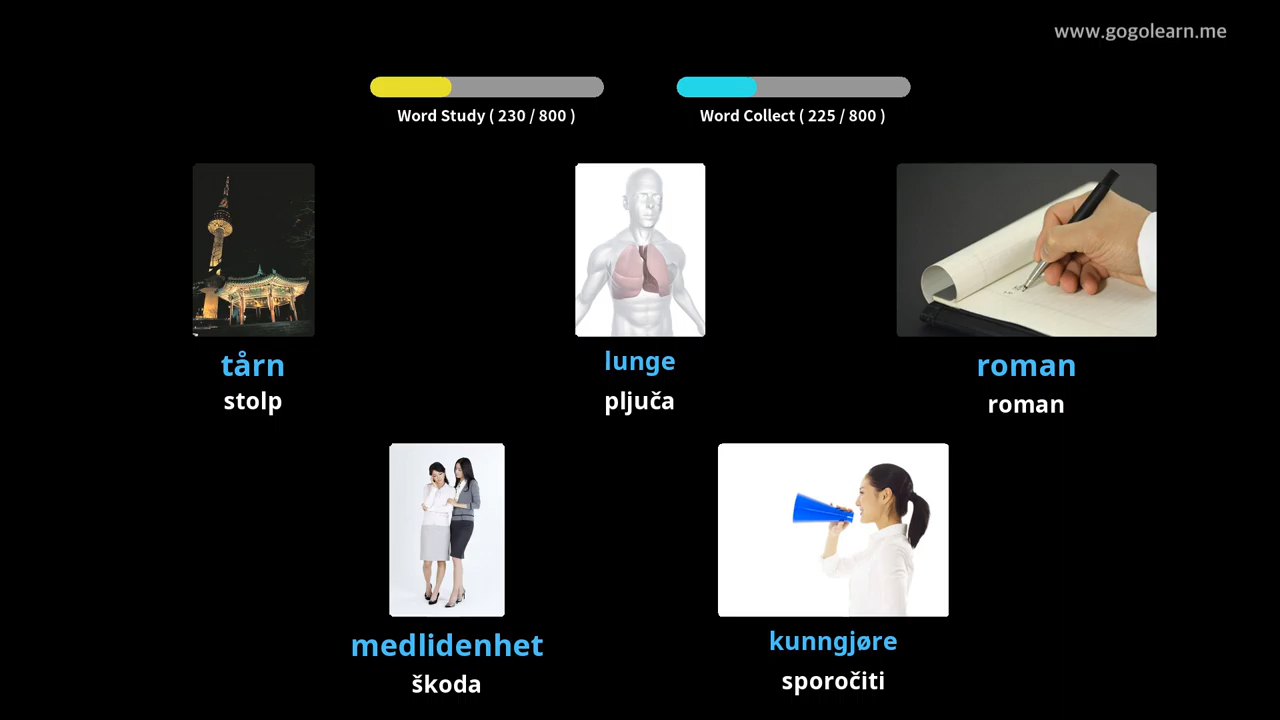 www.gogolearn.me
Word Study ( 230 / 800 )
Word Collect ( 225 / 800 )
tårn
stolp
lunge
pljuča
roman
roman
medlidenhet
škoda
kunngjøre
sporočiti